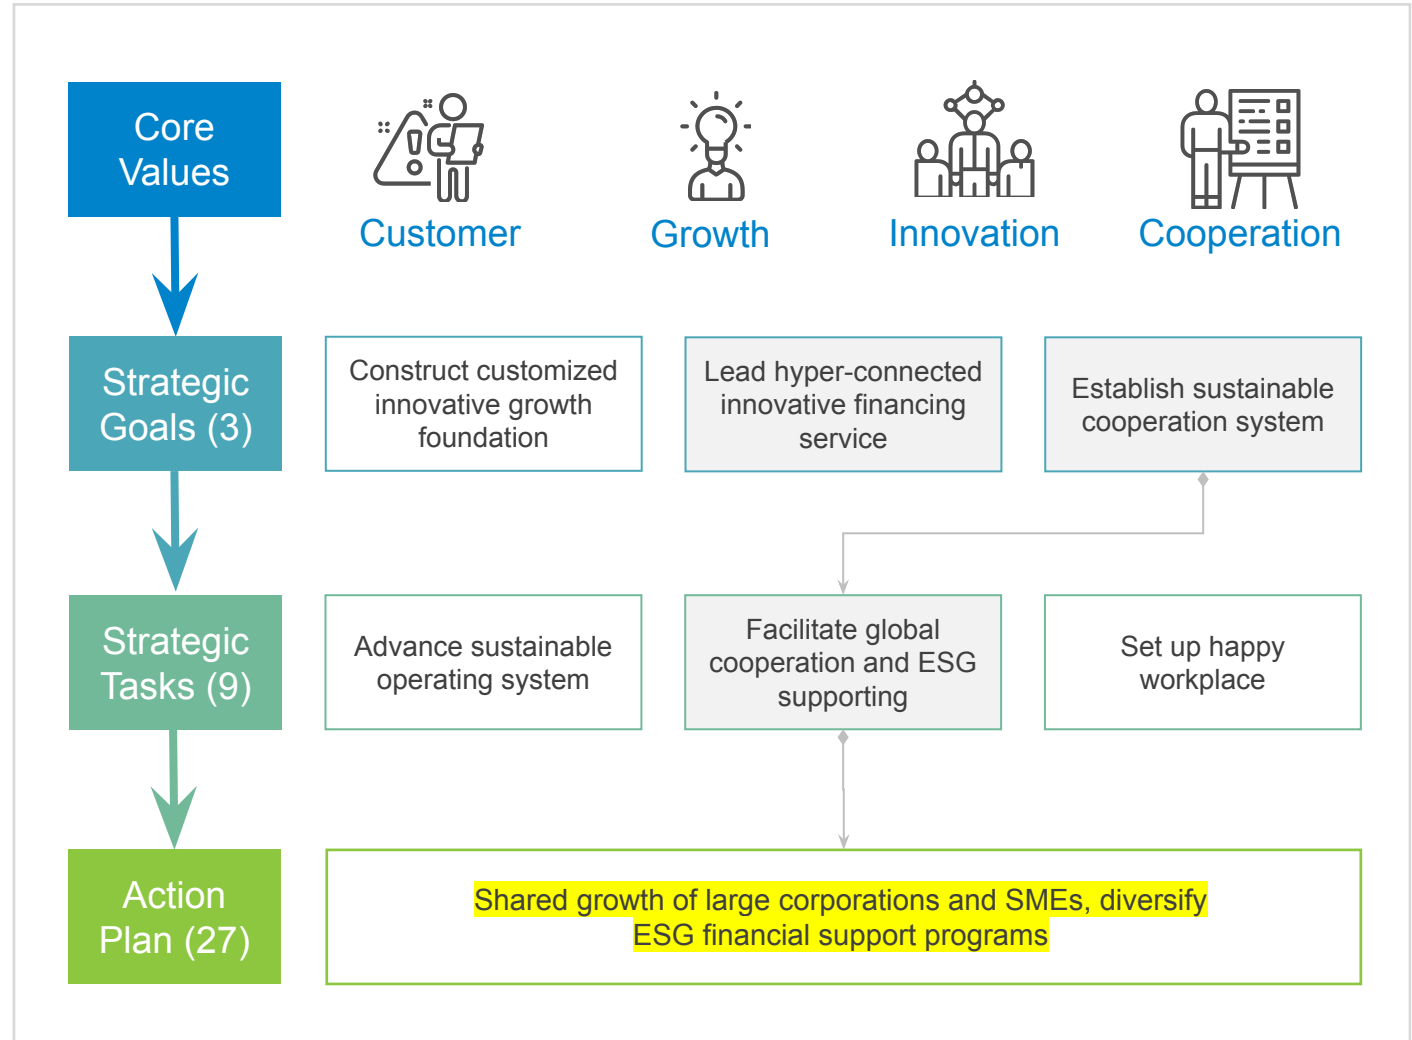 Core
Values
Customer
Growth
Innovation
Cooperation
Strategic
Goals (3)
Construct customized
innovative growth
foundation
Lead hyper-connected
innovative financing
service
Establish sustainable
cooperation system
Strategic
Tasks (9)
Advance sustainable
operating system
Facilitate global
cooperation and ESG
supporting
Set up happy
workplace
Action
Plan (27)
Shared growth of large corporations and SMEs, diversify
ESG financial support programs